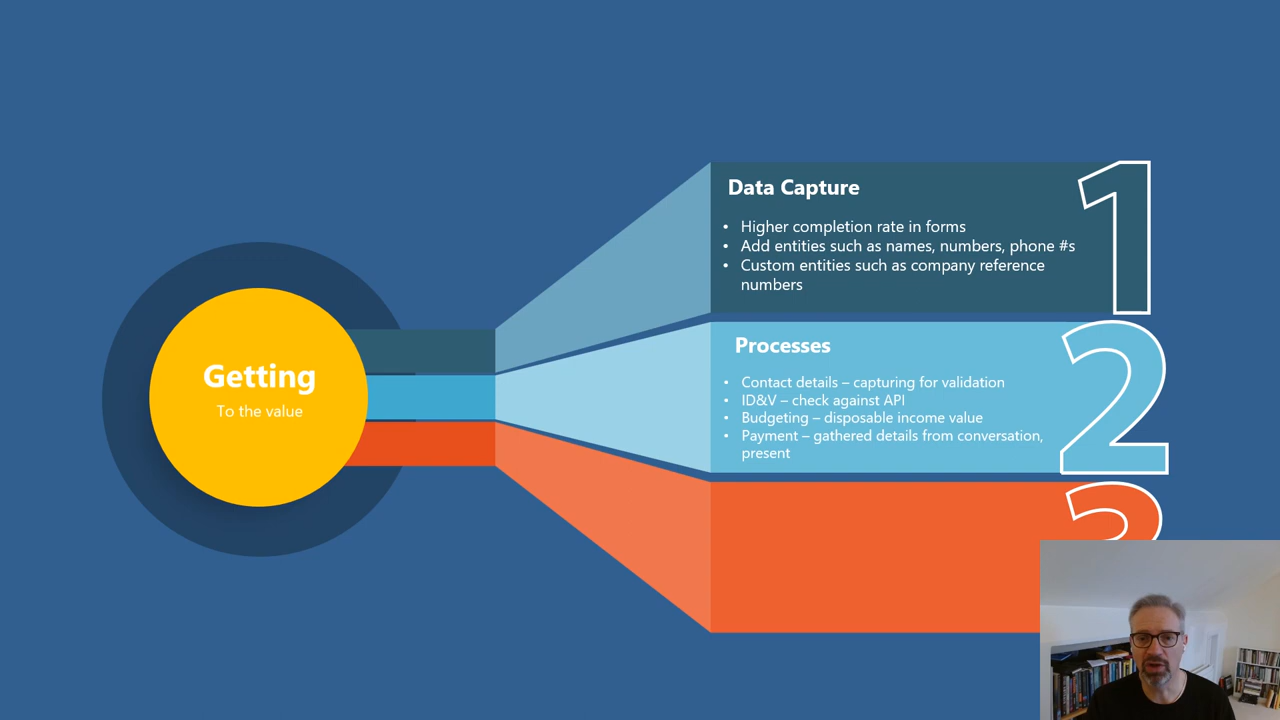 Getting
To the value
Data Capture
• Higher completion rate in forms
• Add entities such as names, numbers, phone #s
• Custom entities such as company reference
numbers
1
Processes
• Contact details – capturing for validation
• ID&V – check against API
• Budgeting – disposable income value
• Payment – gathered details from conversation,
present
2
3